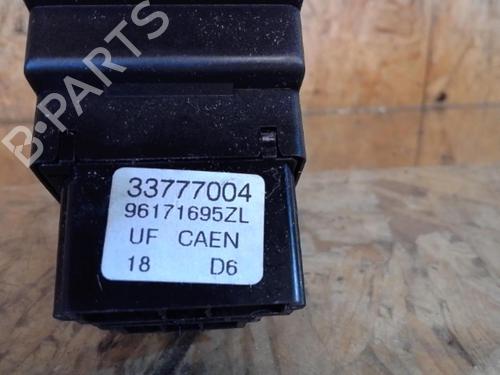 B-PARTS
33777004
96171695ZL
UF CAEN
18 D6